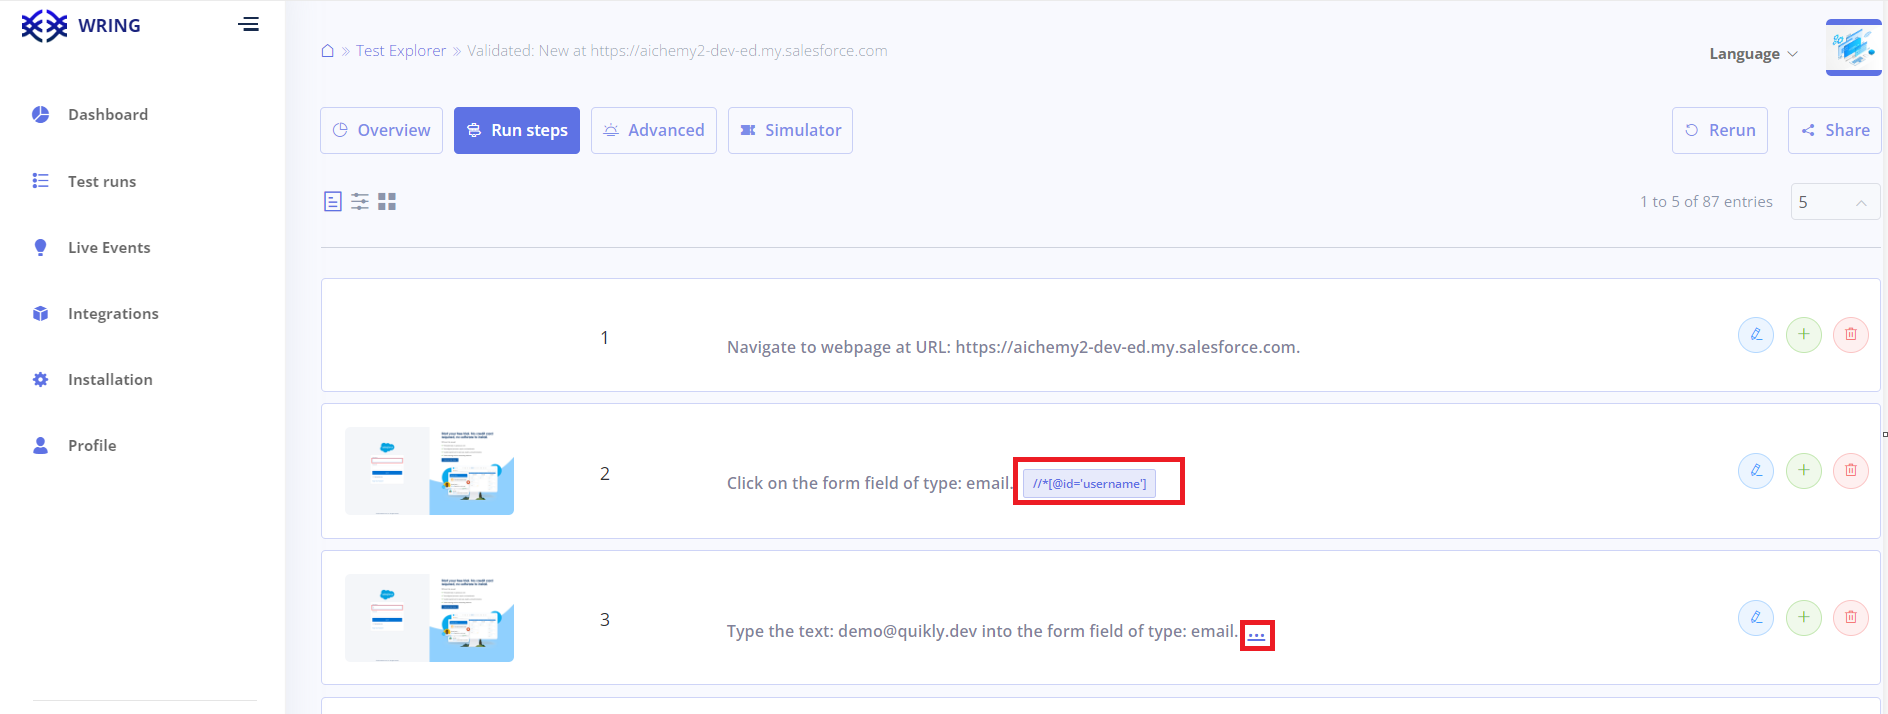 WRING
Test Explorer
Validated: New at https://aichemy2-dev-ed.my.salesforce.com
Language
Dashboard
Test runs
Live Events
Integrations
Installation
Profile
Overview
Run steps
Advanced
Simulator
Rerun
Share
1 to 5 of 87 entries
5
1
Navigate to webpage at URL: https://aichemy2-dev-ed.my.salesforce.com.
2
Click on the form field of type: email.
//*[@id='username']
3
Type the text: demo@quikly.dev into the form field of type: email.
...